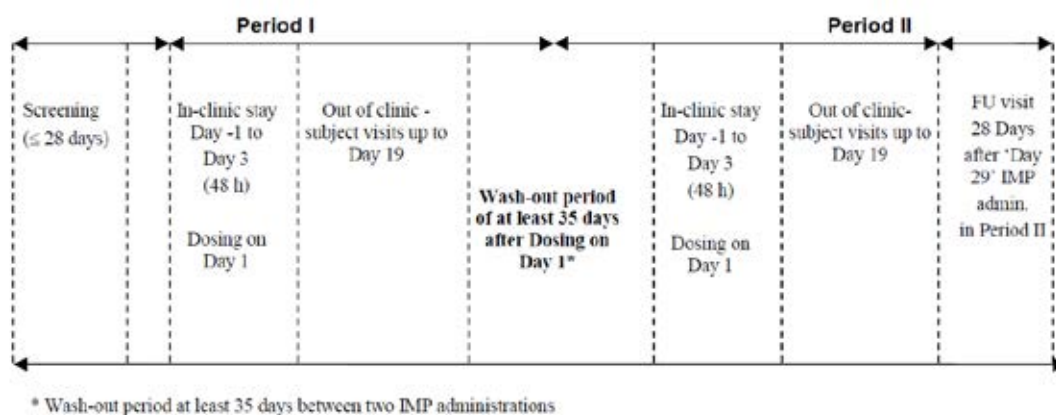 Period I
Period II
Screening
(≤ 28 days)
In-clinic stay
Day -1 to
Day 3
(48 h)
Dosing on
Day 1
Out of clinic -
subject visits up to
Day 19
Wash-out period
of at least 35 days
after Dosing on
Day 1*
In-clinic stay
Day -1 to
Day 3
(48 h)
Dosing on
Day 1
Out of clinic-
subject visits up to
Day 19
FU visit
28 Days
after ‘Day
29’ IMP
admin.
in Period II
* Wash-out period at least 35 days between two IMP administrations